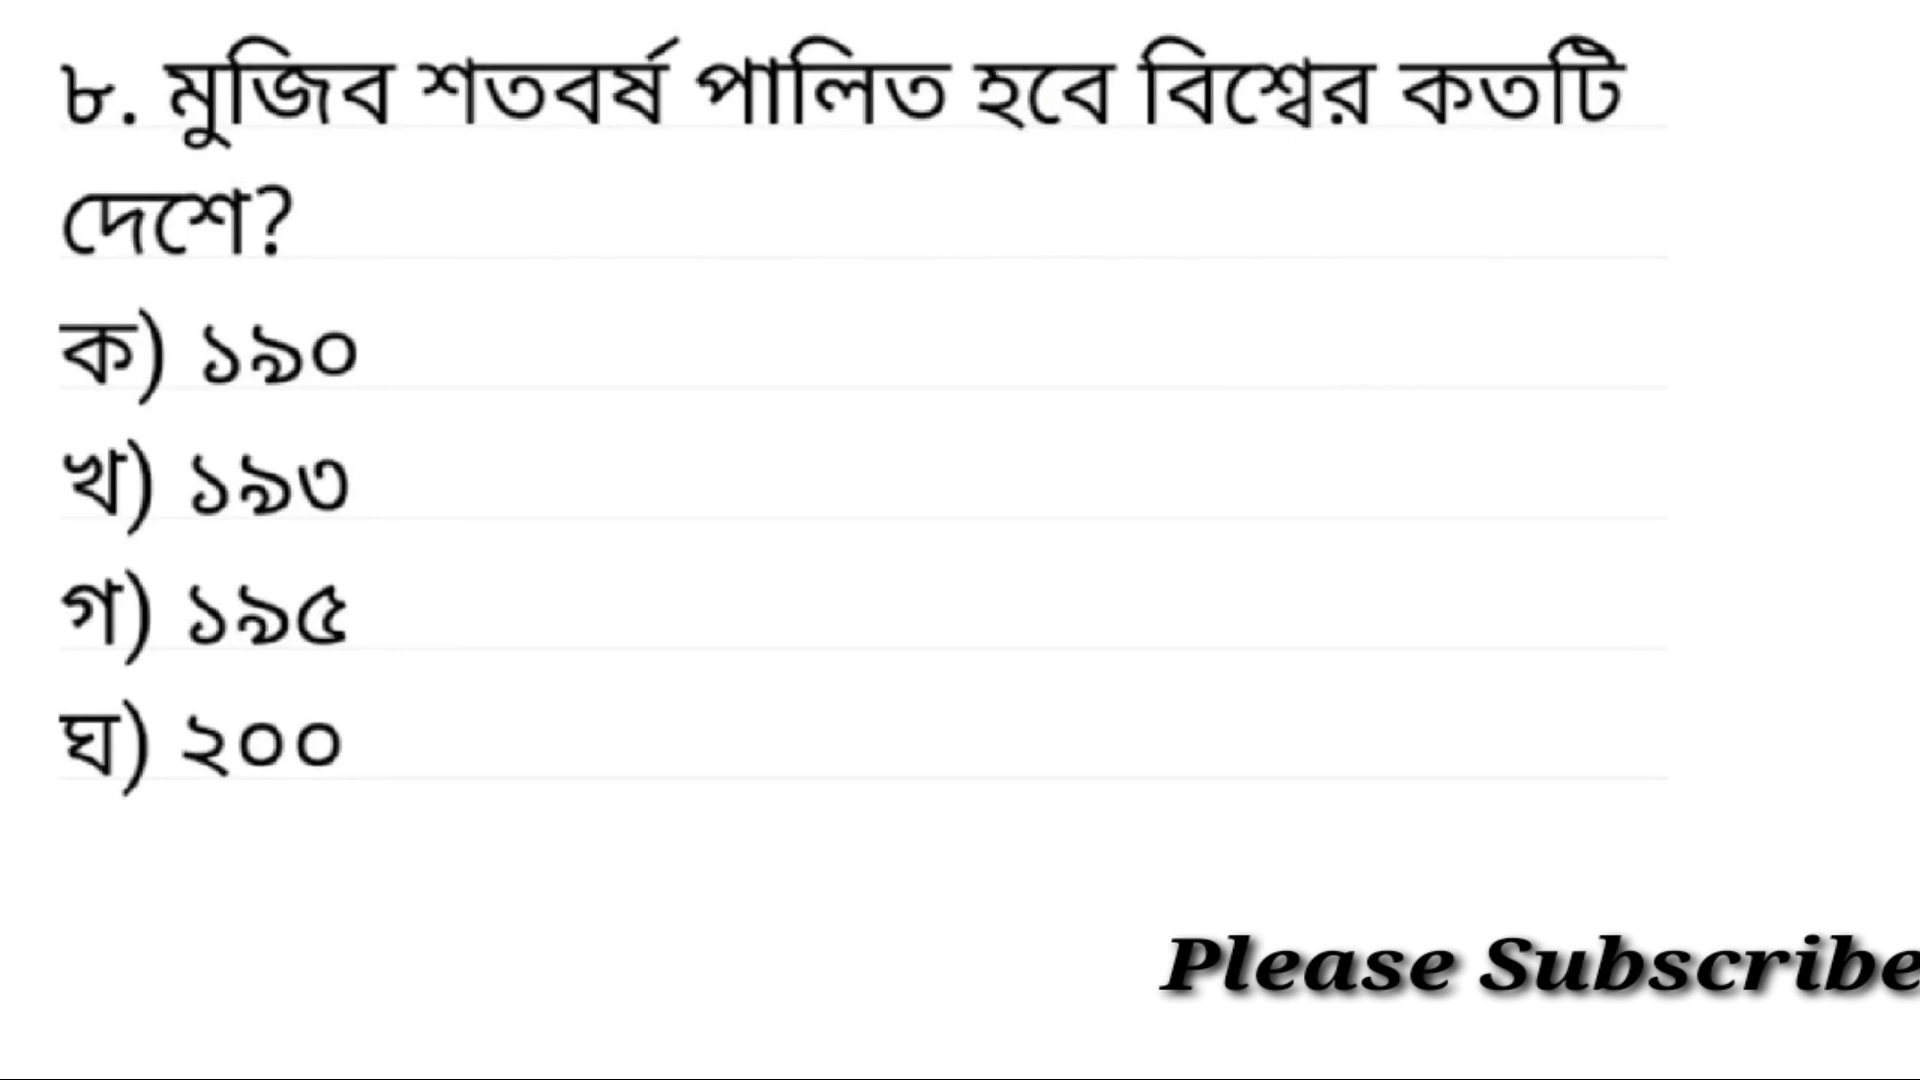 ৮. মুজিব শতবর্ষ পালিত হবে বিশ্বের কতটি
দেশে?
ক) ১৯০
খ) ১৯৩
গ) ১৯৫
ঘ) ২০০
Please Subscribe